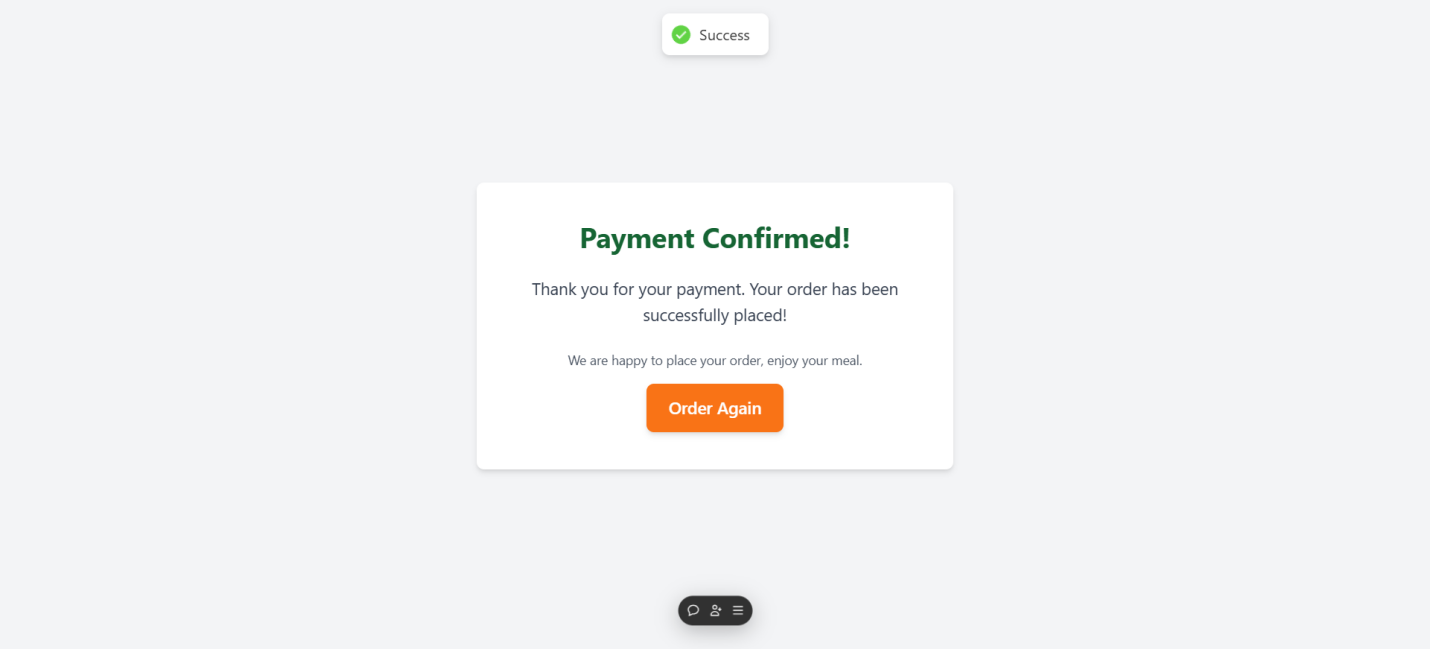 Success
Payment Confirmed!
Thank you for your payment. Your order has been
successfully placed!
We are happy to place your order, enjoy your meal.
Order Again